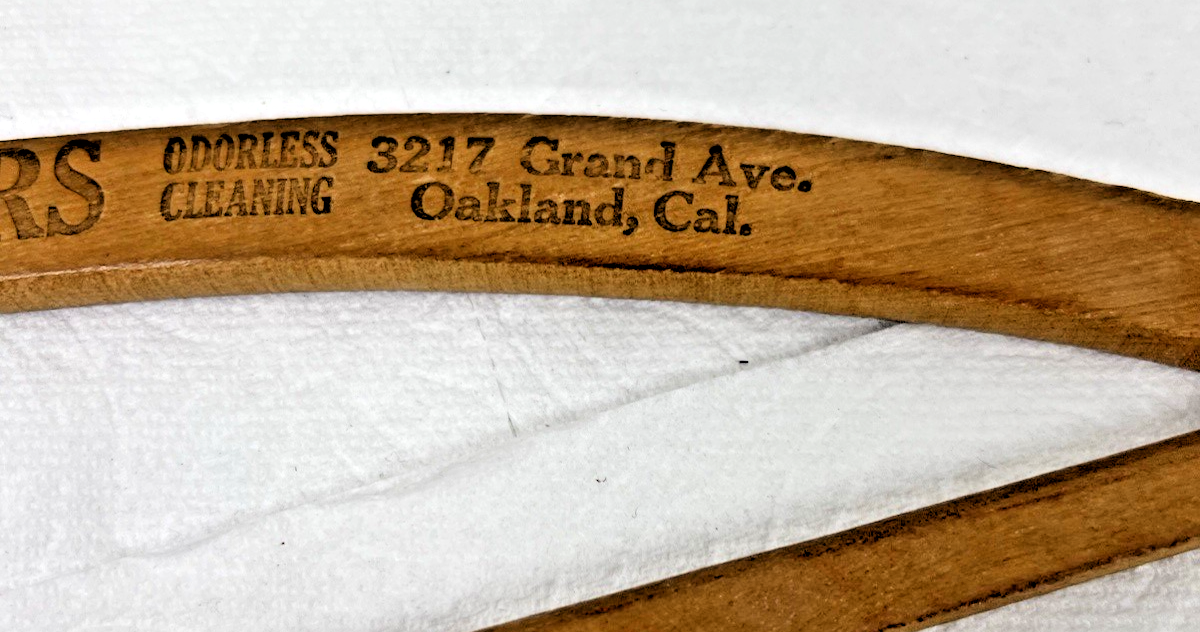 RS
ODORLESS
CLEANING
3217 Grand Ave.
Oakland, Cal.